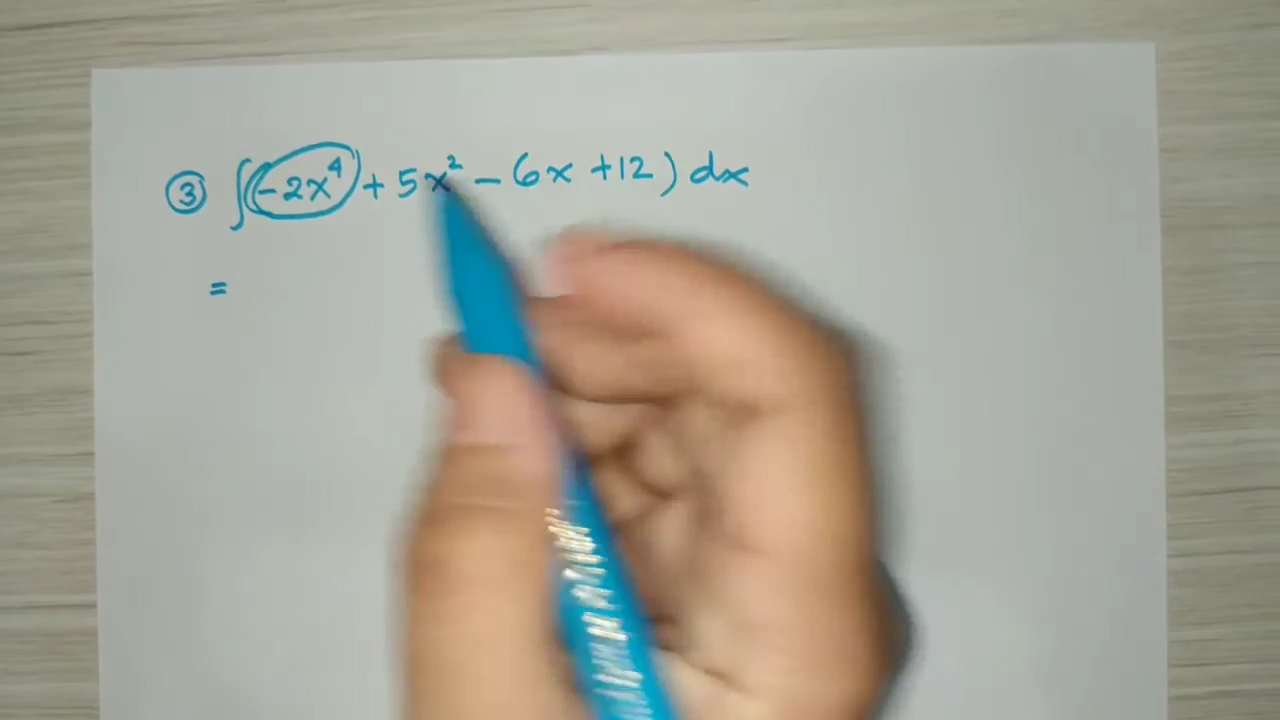 ③ ∫(-2x⁴ + 5x² - 6x + 12) dx
=